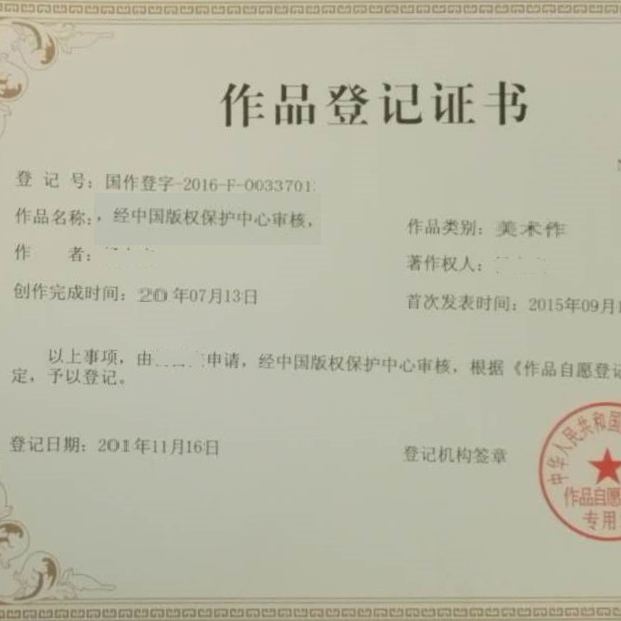 作品登记证书
登 记 号：国作登字-2016-F-0033701
作品名称：，经中国版权保护中心审核，
作品类别：美术作
作 者：
著作权人：
创作完成时间：20 年07月13日
首次发表时间：2015年09月1
以上事项，由 申请，经中国版权保护中心审核，根据《作品自愿登记
定，予以登记。
登记日期：201 年11月16日
登记机构签章
中华人民共和国
作品自愿
专用